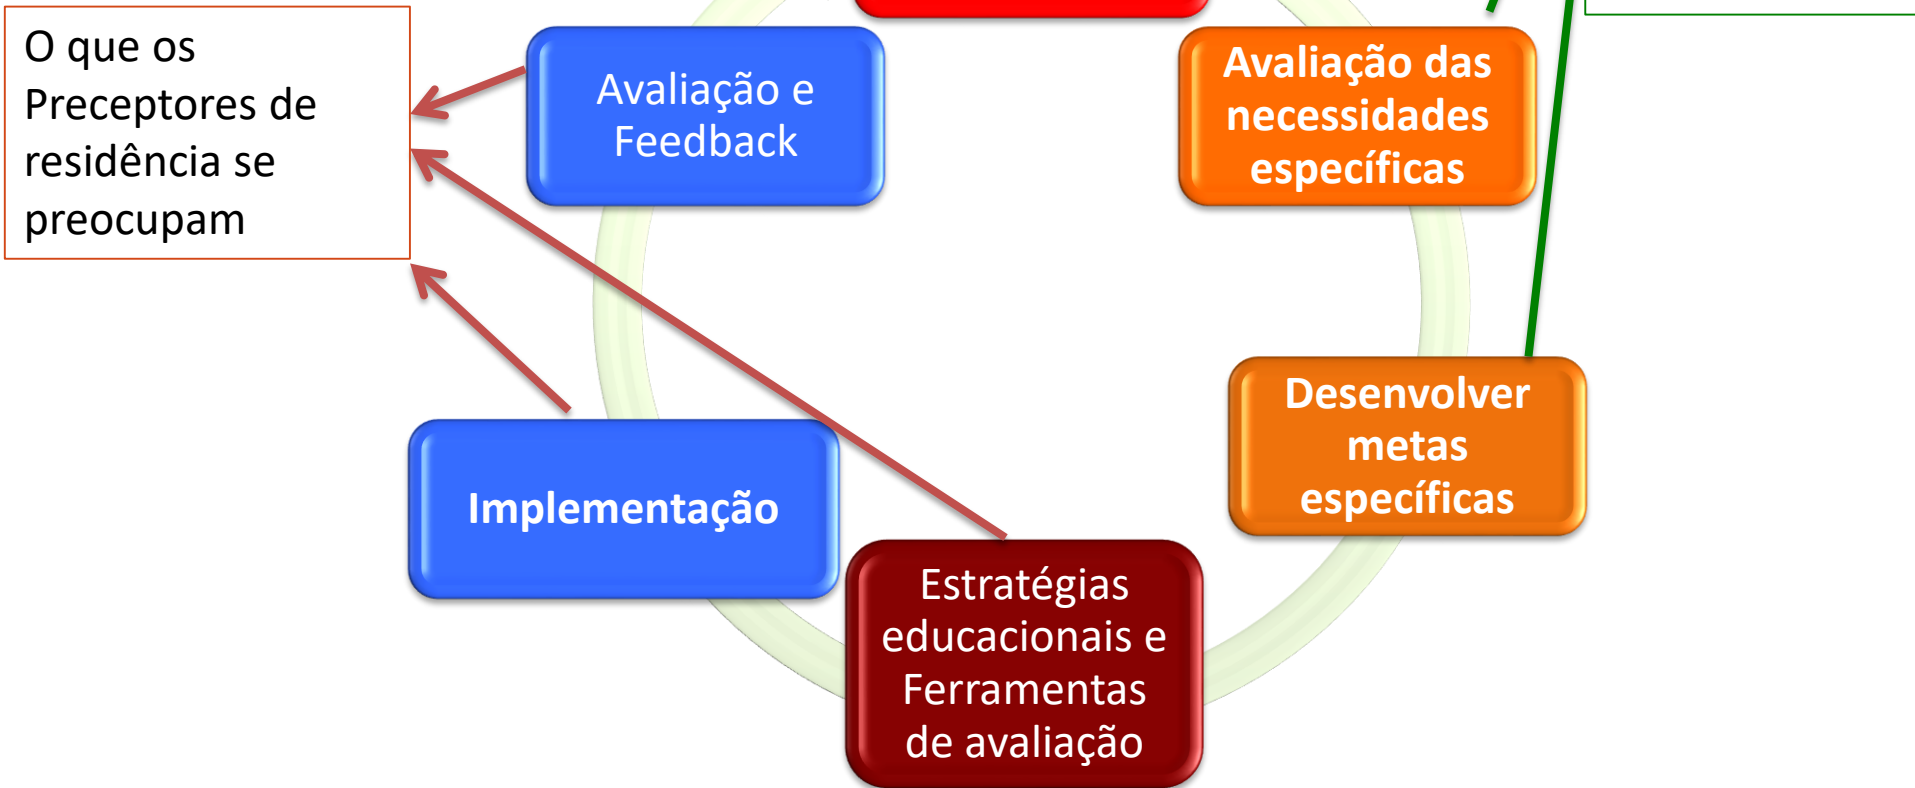 O que os
Preceptores de
residência se
preocupam
Avaliação e
Feedback
Avaliação das
necessidades
específicas
Desenvolver
metas
específicas
Implementação
Estratégias
educacionais e
Ferramentas
de avaliação